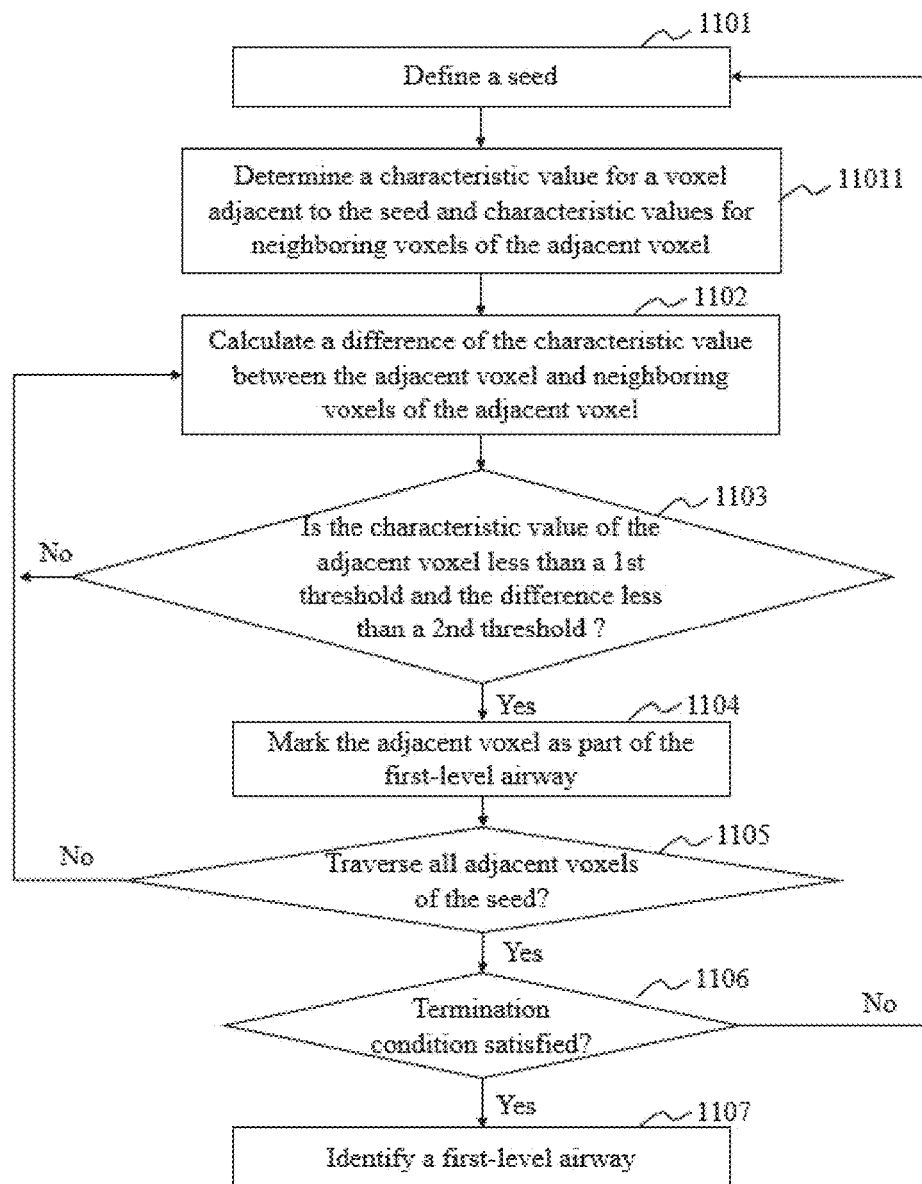 1101
Define a seed
Determine a characteristic value for a voxel
adjacent to the seed and characteristic values for
neighboring voxels of the adjacent voxel
11011
1102
Calculate a difference of the characteristic value
between the adjacent voxel and neighboring
voxels of the adjacent voxel
1103
Is the characteristic value of the
adjacent voxel less than a 1st
threshold and the difference less
than a 2nd threshold ?
No
Yes
1104
Mark the adjacent voxel as part of the
first-level airway
1105
Traverse all adjacent voxels
of the seed?
No
Yes
1106
Termination
condition satisfied?
No
Yes
1107
Identify a first-level airway